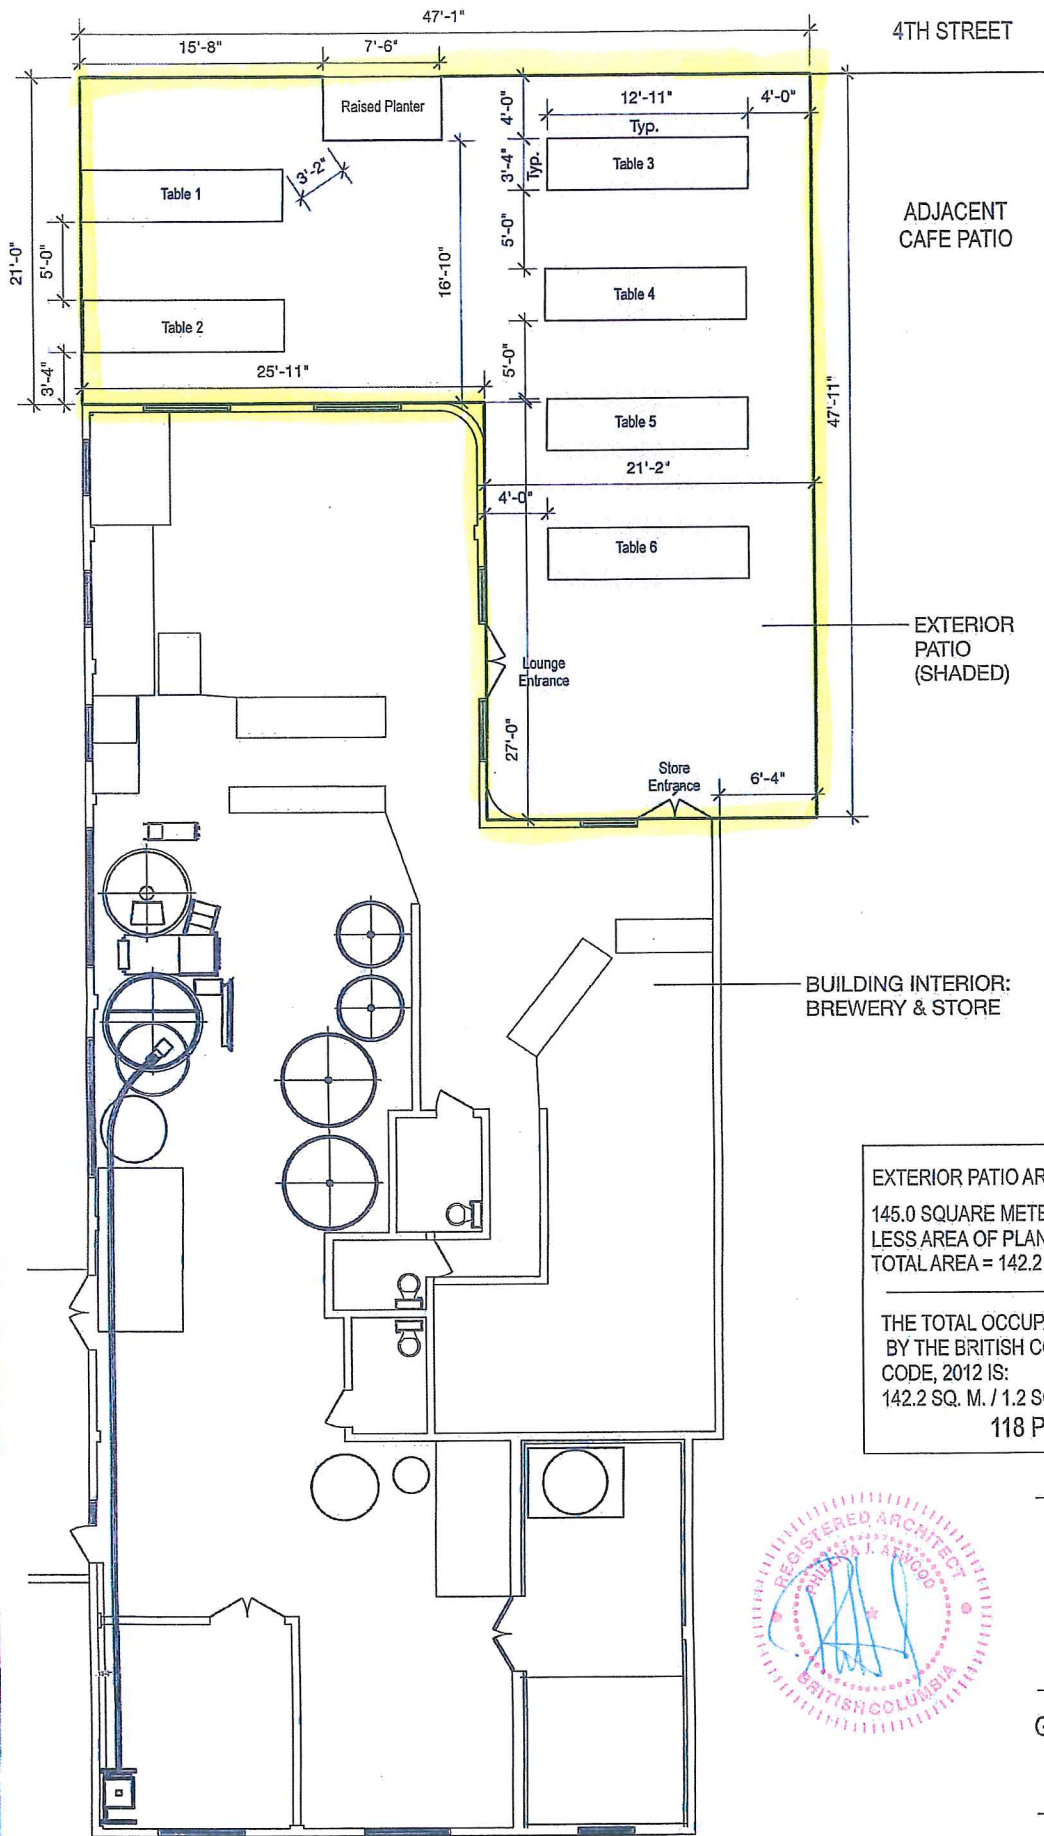 47'-1"
4TH STREET
15'-8"
7'-6"
Raised Planter
4'-0"
12'-11"
4'-0"
Typ.
3'-4"
Typ.
Table 3
3'-2"
Table 1
ADJACENT
CAFE PATIO
21'-0"
5'-0"
5'-0"
16'-10"
Table 4
Table 2
5'-0"
3'-4"
25'-11"
47'-11"
Table 5
21'-2"
4'-0"
Table 6
EXTERIOR
PATIO
(SHADED)
Lounge
Entrance
27'-0"
Store
Entrance
6'-4"
BUILDING INTERIOR:
BREWERY & STORE
EXTERIOR PATIO AR
145.0 SQUARE METE
LESS AREA OF PLAN
TOTAL AREA = 142.2
THE TOTAL OCCUP
BY THE BRITISH CO
CODE, 2012 IS:
142.2 SQ. M. / 1.2 S
118 P
REGISTERED ARCHITECT
J. ATWOOD
BRITISH COLUMBIA
G